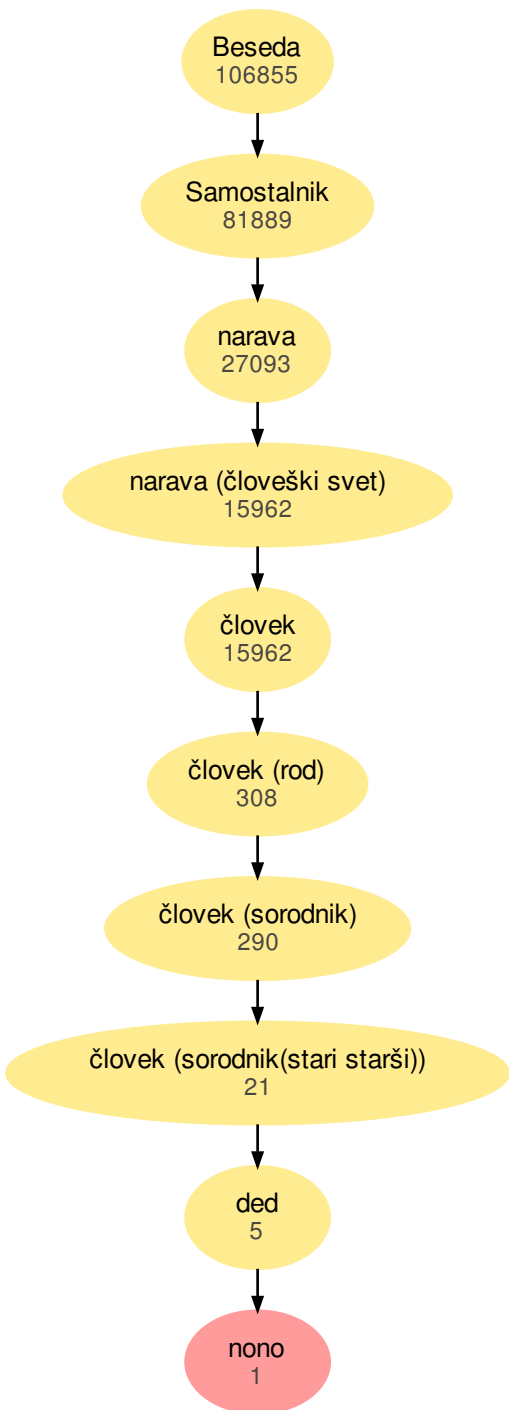 Beseda
106855
Samostalnik
81889
narava
27093
narava (človeški svet)
15962
človek
15962
človek (rod)
308
človek (sorodnik)
290
človek (sorodnik(stari starši))
21
ded
5
nono
1